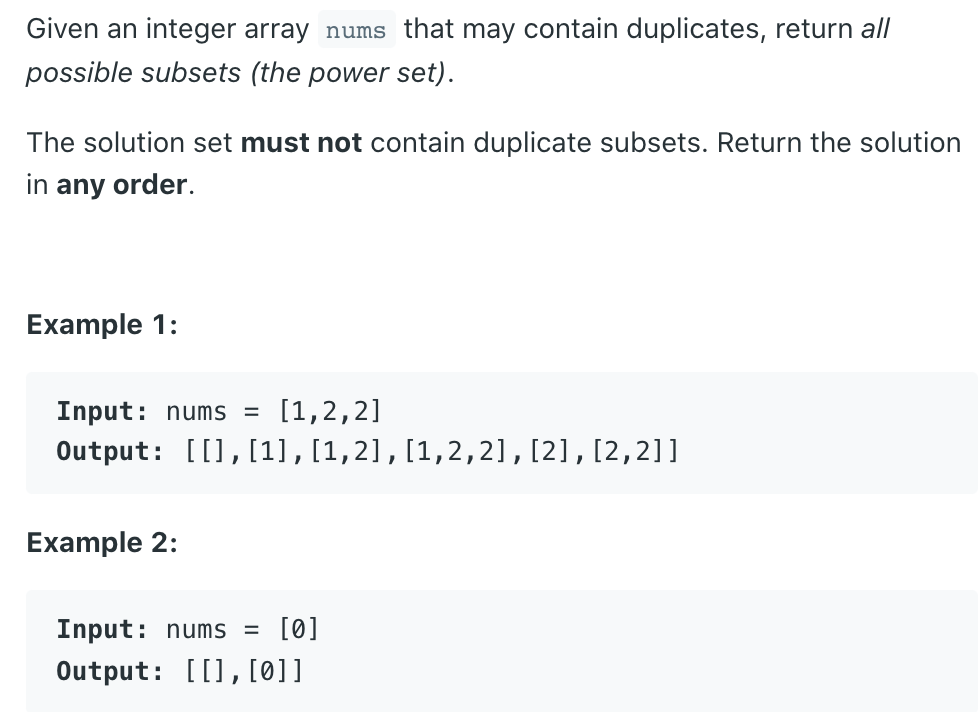 Given an integer array nums that may contain duplicates, return all
possible subsets (the power set).
The solution set must not contain duplicate subsets. Return the solution
in any order.
Example 1:
Input: nums = [1,2,2]
Output: [[],[1],[1,2],[1,2,2],[2],[2,2]]
Example 2:
Input: nums = [0]
Output: [[],[0]]